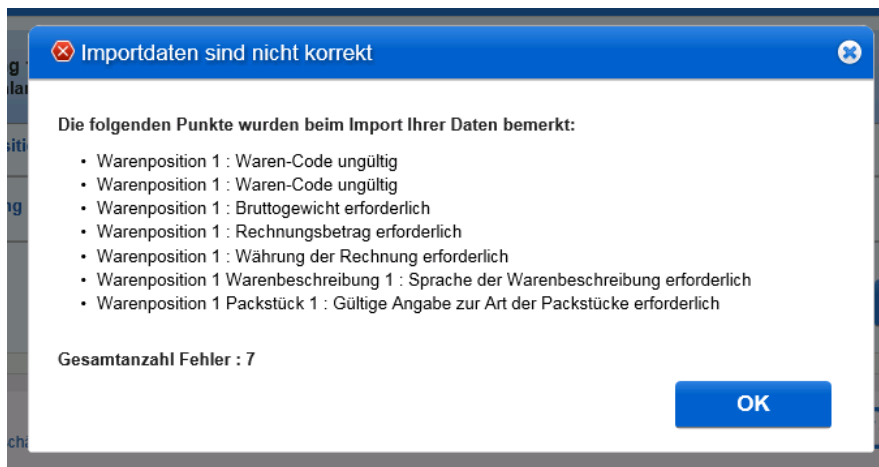 Importdaten sind nicht korrekt
Die folgenden Punkte wurden beim Import Ihrer Daten bemerkt:
• Warenposition 1 : Waren-Code ungültig
• Warenposition 1 : Waren-Code ungültig
• Warenposition 1 : Bruttogewicht erforderlich
• Warenposition 1 : Rechnungsbetrag erforderlich
• Warenposition 1 : Währung der Rechnung erforderlich
• Warenposition 1 Warenbeschreibung 1 : Sprache der Warenbeschreibung erforderlich
• Warenposition 1 Packstück 1 : Gültige Angabe zur Art der Packstücke erforderlich
Gesamtanzahl Fehler : 7
OK